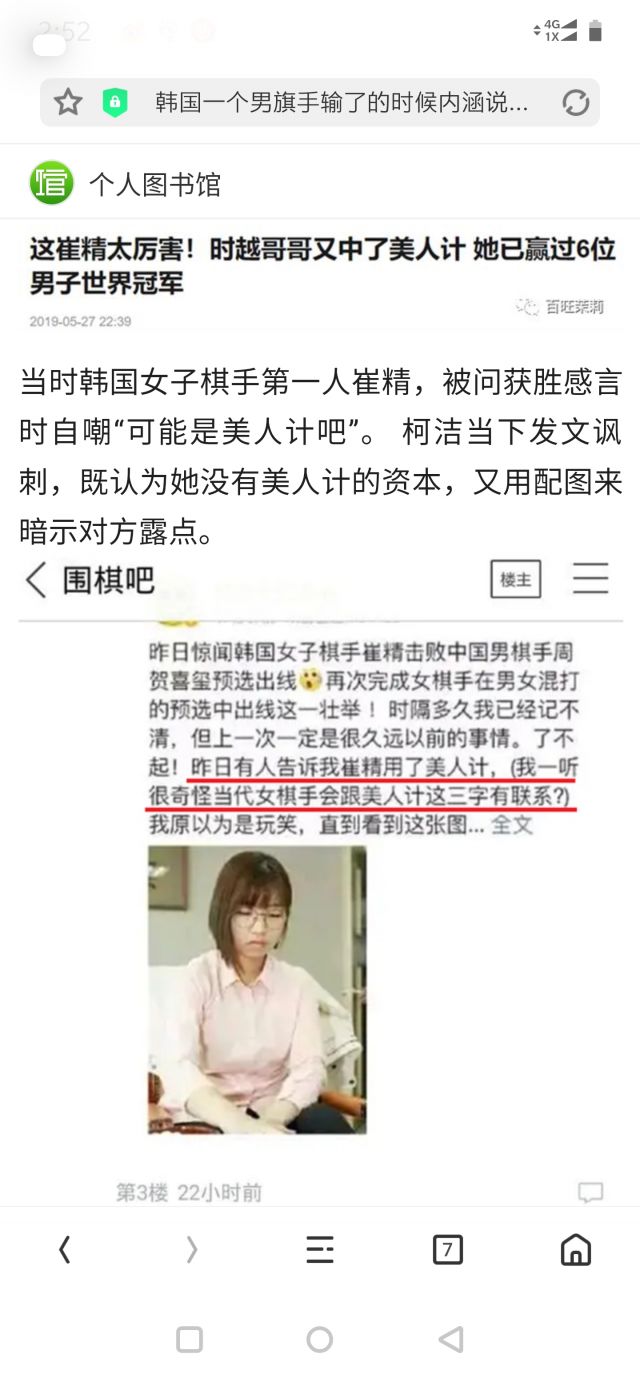 2:52
4G
1X
韩国一个男旗手输了的时候内涵说...
信
个人图书馆
这崔精太厉害！时越哥哥又中了美人计 她已赢过6位
男子世界冠军
百旺茉莉
2019-05-27 22:39
当时韩国女子棋手第一人崔精，被问获胜感言
时自嘲“可能是美人计吧”。 柯洁当下发文讽
刺，既认为她没有美人计的资本，又用配图来
暗示对方露点。
围棋吧
楼主
昨日惊闻韩国女子棋手崔精击败中国男棋手周
贺喜玺预选出线😯再次完成女棋手在男女混打
的预选中出线这一壮举！时隔多久我已经记不
清，但上一次一定是很久远以前的事情。了不
起！昨日有人告诉我崔精用了美人计，(我一听
很奇怪当代女棋手会跟美人计这三字有联系?)
我原以为是玩笑，直到看到这张图... 全文
第3楼 22小时前
7